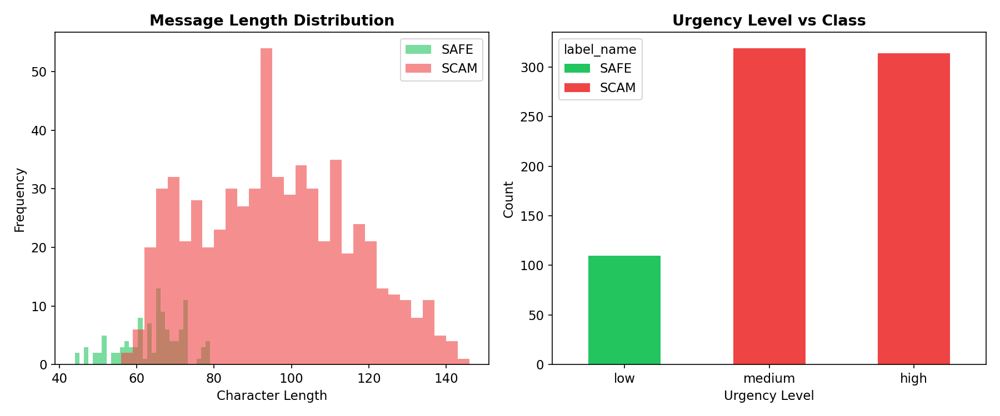 Message Length Distribution
SAFE
SCAM
50
40
30
20
10
0
Frequency
40 60 80 100 120 140
Character Length
Urgency Level vs Class
label_name
SAFE
SCAM
300
250
200
150
100
50
0
Count
low medium high
Urgency Level